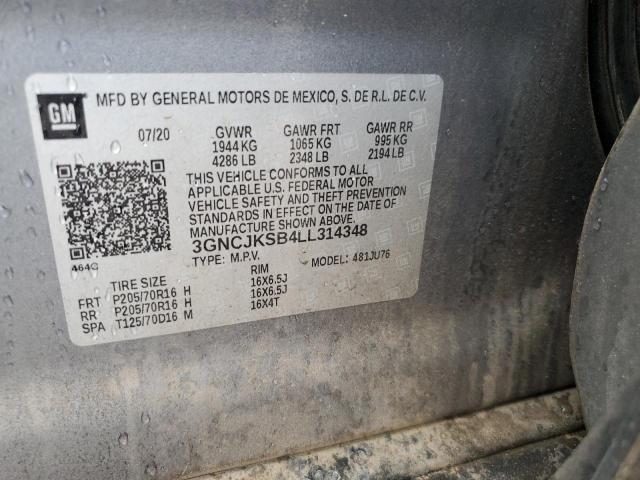 GM MFD BY GENERAL MOTORS DE MEXICO, S. DE R.L. DE C.V.
07/20 GVWR GAWR FRT GAWR RR
1944 KG 1065 KG 995 KG
4286 LB 2348 LB 2194 LB
THIS VEHICLE CONFORMS TO ALL
APPLICABLE U.S. FEDERAL MOTOR
VEHICLE SAFETY AND THEFT PREVENTION
STANDARDS IN EFFECT ON THE DATE OF
MANUFACTURE SHOWN ABOVE.
3GNCJKSB4LL314348
464C TYPE: M.P.V. MODEL: 481JU76
TIRE SIZE RIM
FRT P205/70R16 H 16X6.5J
RR P205/70R16 H 16X6.5J
SPA T125/70D16 M 16X4T